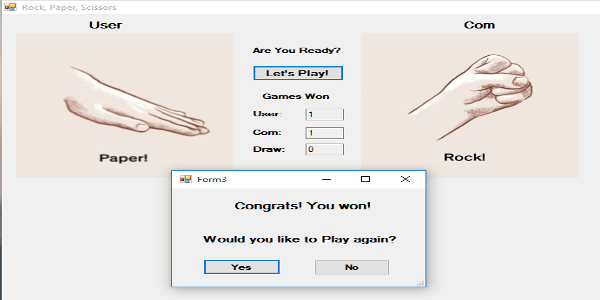 Rock, Paper, Scissors
User
Com
Are You Ready?
Let's Play!
Games Won
User: 1
Com: 1
Draw: 0
Paper!
Rock!
Form3
Congrats! You won!
Would you like to Play again?
Yes
No